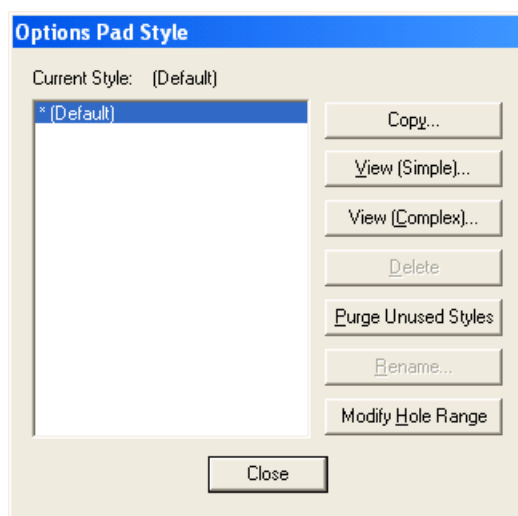 Options Pad Style
Current Style: (Default)
* (Default)
Copy...
View (Simple)...
View (Complex)...
Delete
Purge Unused Styles
Rename...
Modify Hole Range
Close